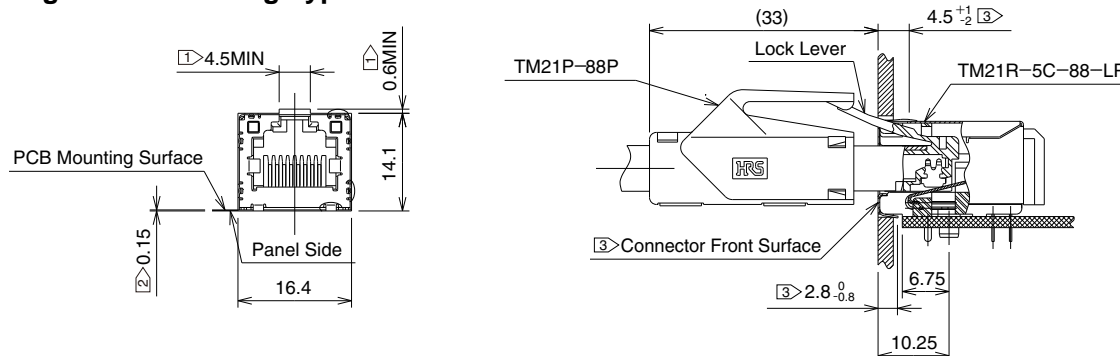 1 4.5MIN
1
0.6MIN
14.1
PCB Mounting Surface
Panel Side
2 0.15
16.4
(33)
4.5 +1 -2 3
Lock Lever
TM21P-88P
TM21R-5C-88-LP
HRS
3 Connector Front Surface
6.75
3 2.8 0 -0.8
10.25